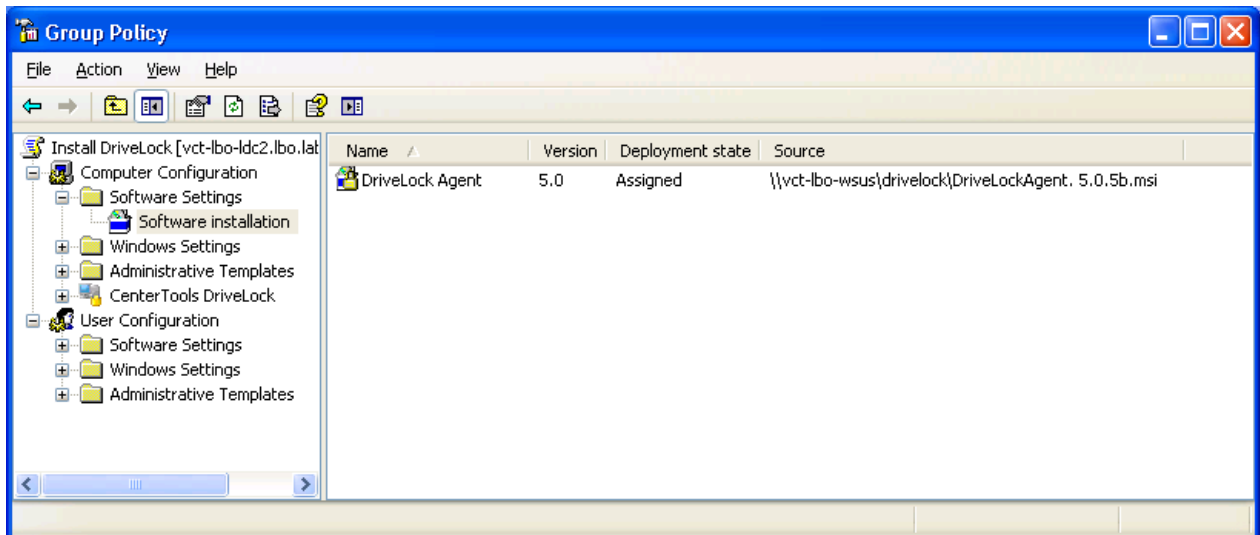 Group Policy
File Action View Help
Install DriveLock [vct-lbo-ldc2.lbo.lat
Computer Configuration
Software Settings
Software installation
Windows Settings
Administrative Templates
CenterTools DriveLock
User Configuration
Software Settings
Windows Settings
Administrative Templates
Name Version Deployment state Source
DriveLock Agent 5.0 Assigned \\vct-lbo-wsus\drivelock\DriveLockAgent. 5.0.5b.msi